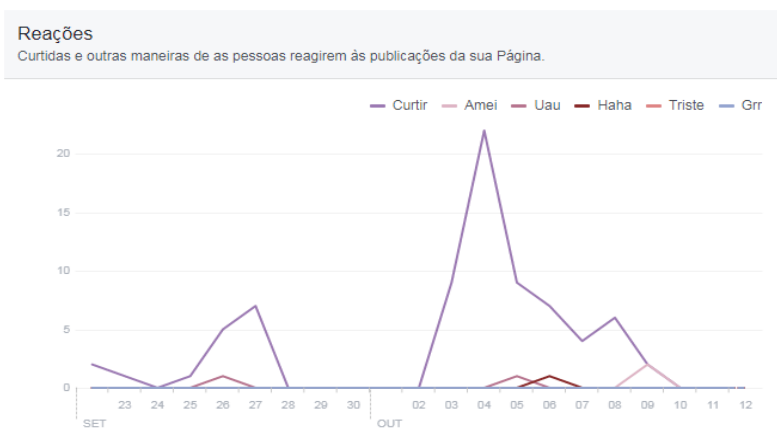 Reações
Curtidas e outras maneiras de as pessoas reagirem às publicações da sua Página.
Curtir Amei Uau Haha Triste Grr
20
15
10
5
0
23 24 25 26 27 28 29 30 02 03 04 05 06 07 08 09 10 11 12
SET OUT